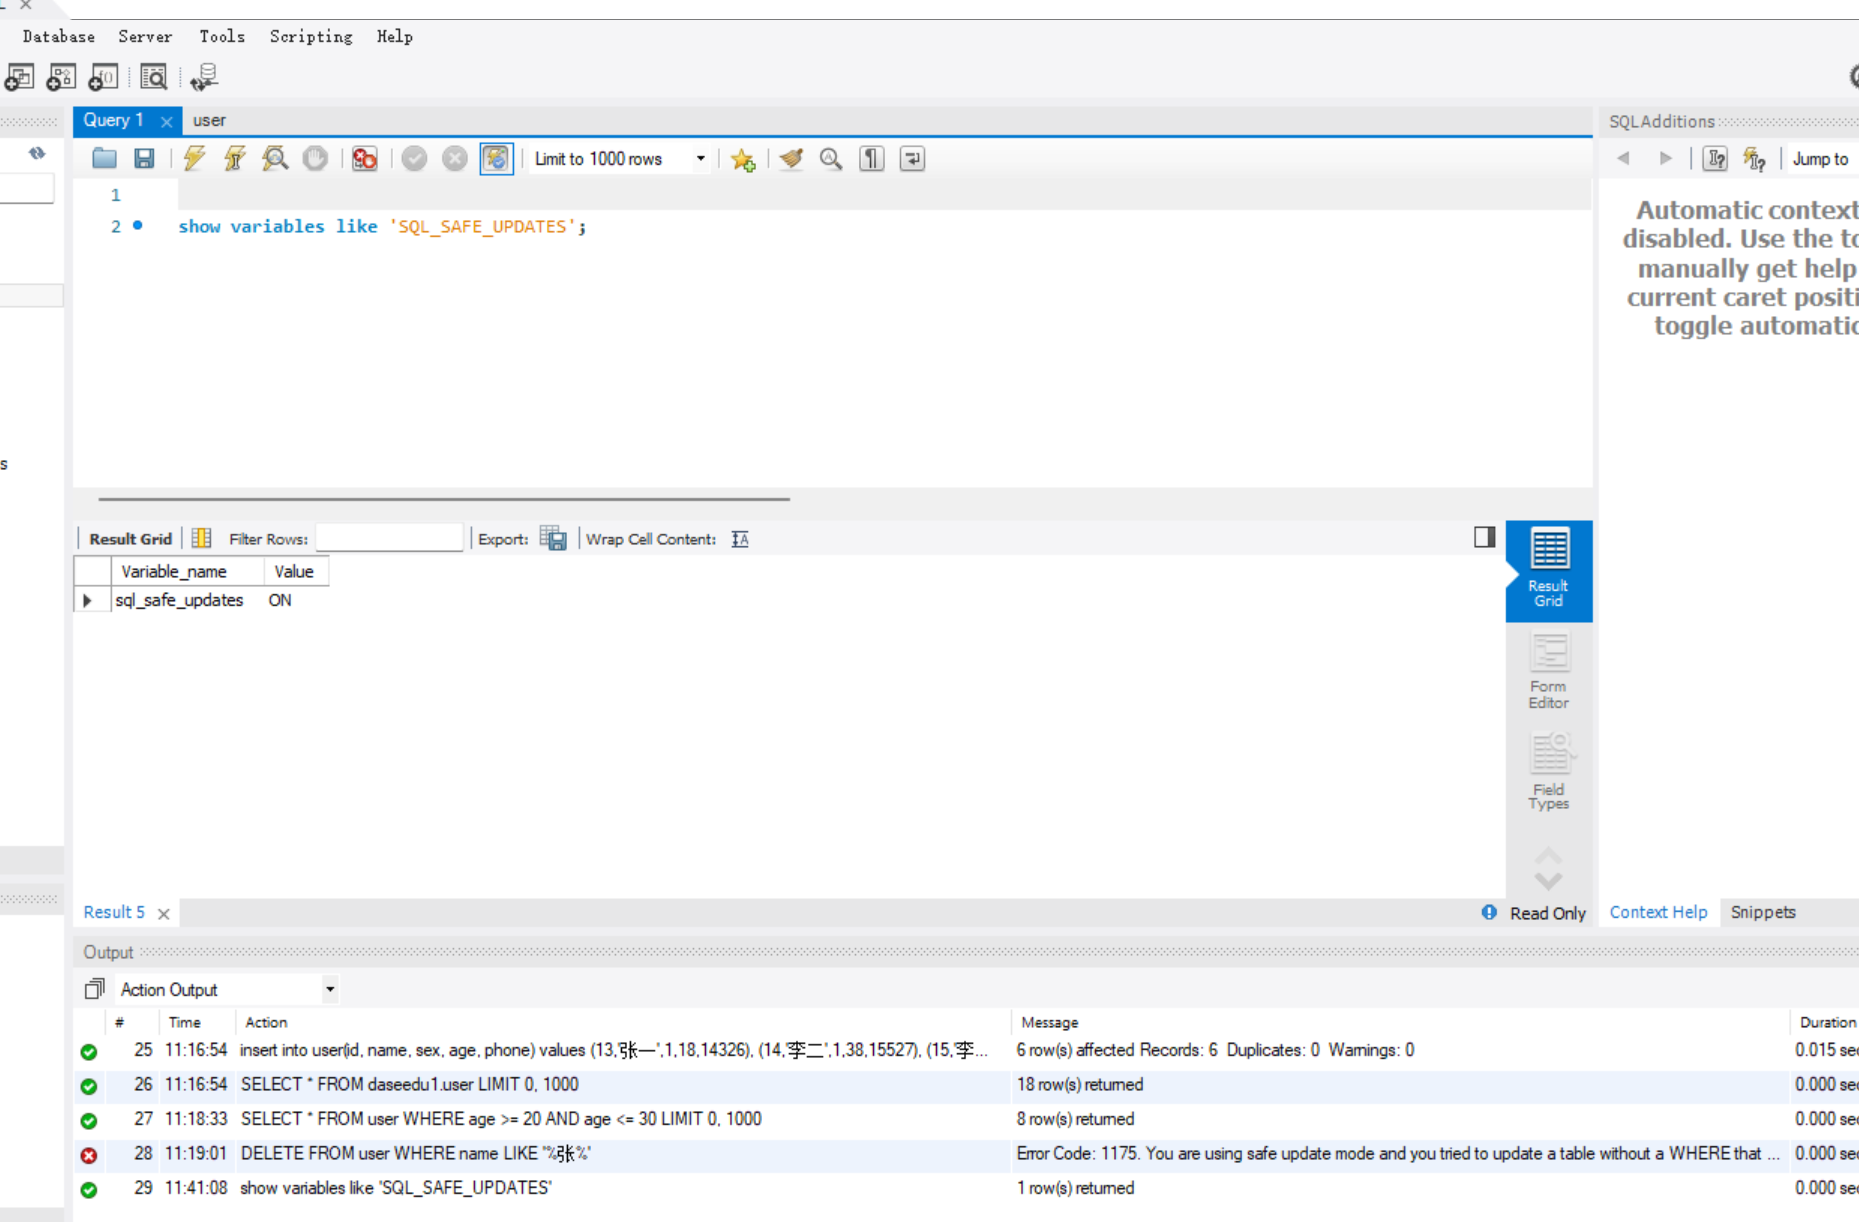 Database Server Tools Scripting Help
Query 1 user
SQLAdditions
Limit to 1000 rows
Jump to
1
2 show variables like 'SQL_SAFE_UPDATES';
Automatic context
disabled. Use the
manually get help
current caret
toggle
s
Result Grid Filter Rows: Export: Wrap Cell Content:
Variable_name Value
sql_safe_updates ON
Result
Grid
Form
Editor
Field
Types
Result 5
Read Only
Context Help Snippets
Output
Action Output
# Time Action Message Duration
25 11:16:54 insert into user(id, name, sex, age, phone) values (13,'张一',1,18,14326), (14,'李二',1,38,15527), (15,'李... 6 row(s) affected Records: 6 Duplicates: 0 Warnings: 0 0.015
26 11:16:54 SELECT * FROM daseedu1.user LIMIT 0, 1000 18 row(s) returned 0.000
27 11:18:33 SELECT * FROM user WHERE age >= 20 AND age <= 30 LIMIT 0, 1000 8 row(s) returned 0.000
28 11:19:01 DELETE FROM user WHERE name LIKE '%张%' Error Code: 1175. You are using safe update mode and you tried to update a table without a WHERE that ... 0.000
29 11:41:08 show variables like 'SQL_SAFE_UPDATES' 1 row(s) returned 0.000